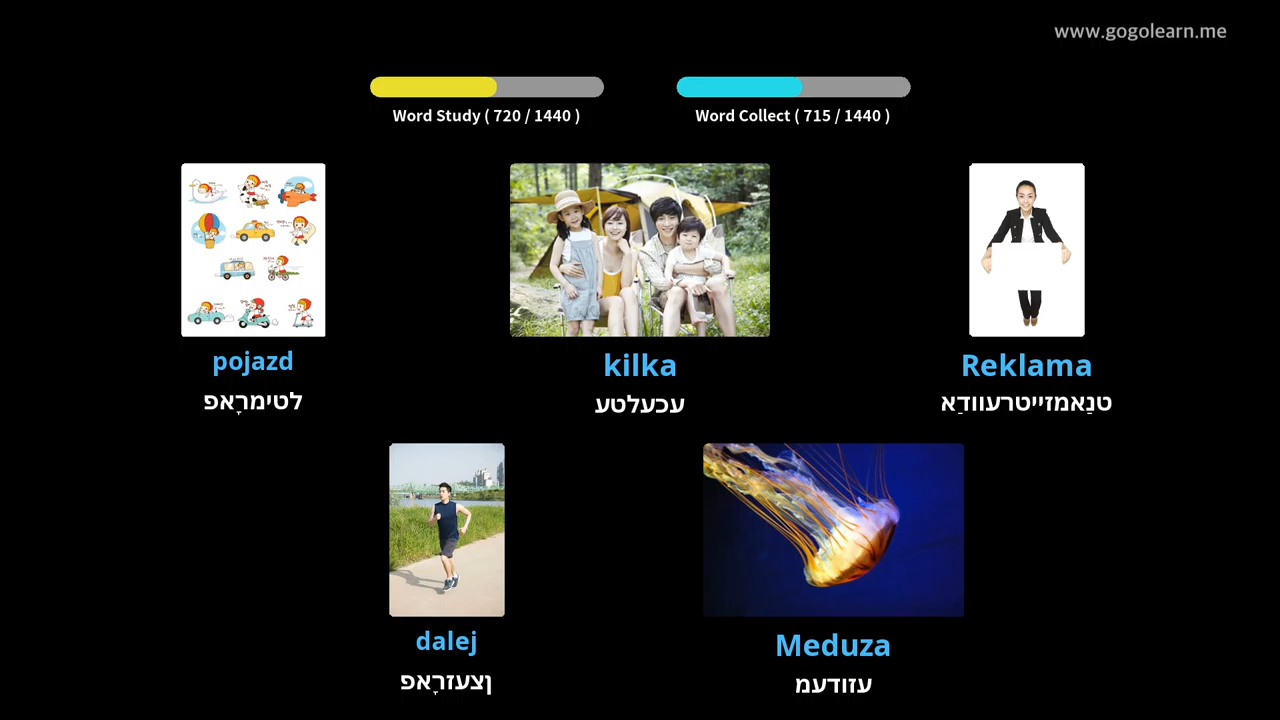 www.gogolearn.me
Word Study ( 720 / 1440 )
Word Collect ( 715 / 1440 )
pojazd
לטימרָאפ
kilka
עכעלטע
Reklama
טנַאמזייטרעוודַא
dalej
ןצעזרָאפ
Meduza
עזודעמ